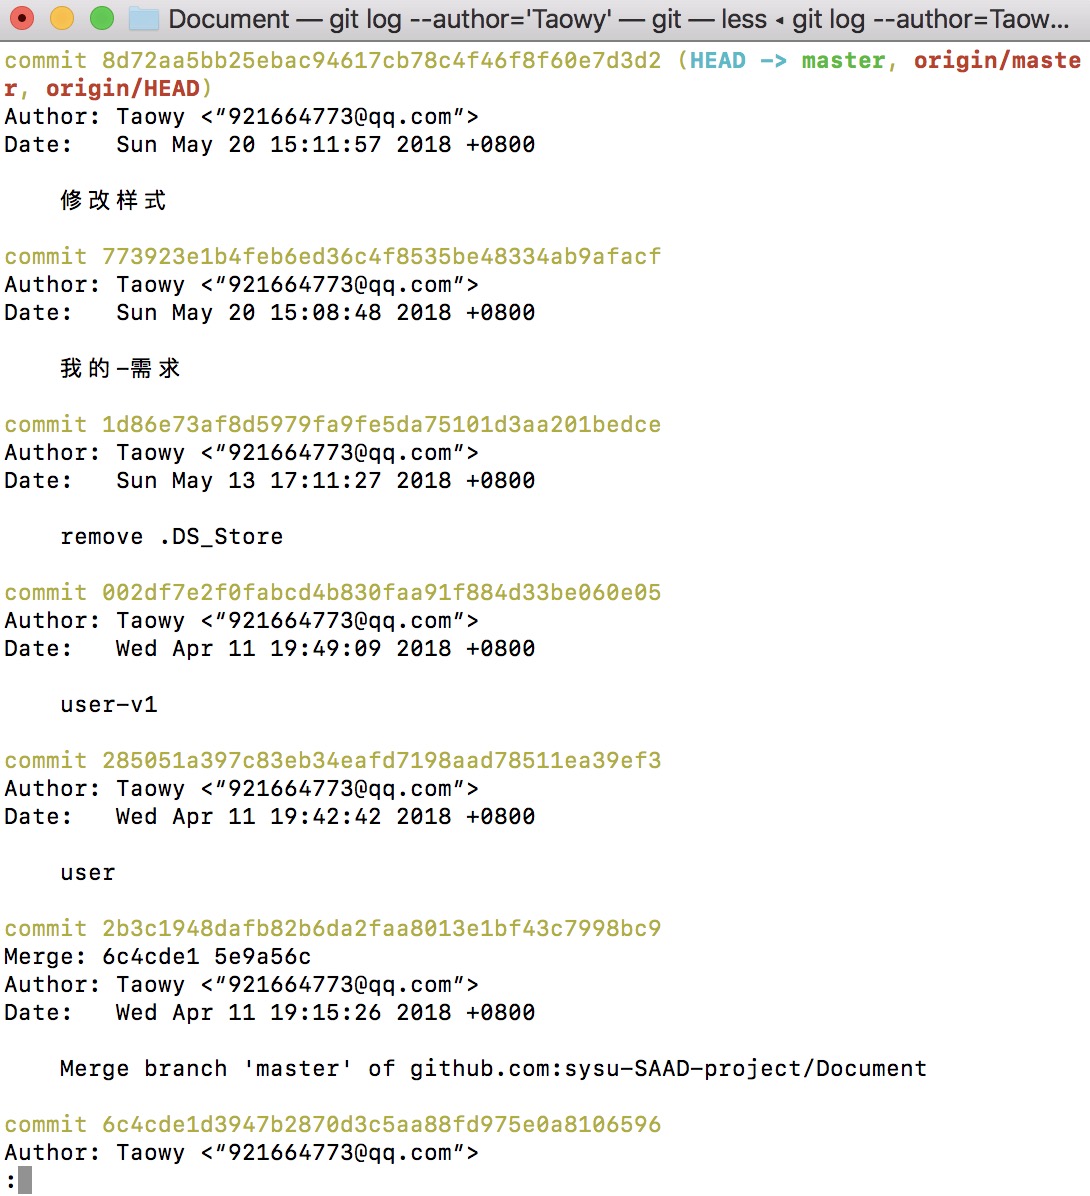 Document — git log --author='Taowy' — git — less ◂ git log --author=Taow...
commit 8d72aa5bb25ebac94617cb78c4f46f8f60e7d3d2 (HEAD -> master, origin/maste
r, origin/HEAD)
Author: Taowy <“921664773@qq.com”>
Date:   Sun May 20 15:11:57 2018 +0800
修改样式
commit 773923e1b4feb6ed36c4f8535be48334ab9afacf
Author: Taowy <“921664773@qq.com”>
Date:   Sun May 20 15:08:48 2018 +0800
我的-需求
commit 1d86e73af8d5979fa9fe5da75101d3aa201bedce
Author: Taowy <“921664773@qq.com”>
Date:   Sun May 13 17:11:27 2018 +0800
remove .DS_Store
commit 002df7e2f0fabcd4b830faa91f884d33be060e05
Author: Taowy <“921664773@qq.com”>
Date:   Wed Apr 11 19:49:09 2018 +0800
user-v1
commit 285051a397c83eb34eafd7198aad78511ea39ef3
Author: Taowy <“921664773@qq.com”>
Date:   Wed Apr 11 19:42:42 2018 +0800
user
commit 2b3c1948dafb82b6da2faa8013e1bf43c7998bc9
Merge: 6c4cde1 5e9a56c
Author: Taowy <“921664773@qq.com”>
Date:   Wed Apr 11 19:15:26 2018 +0800
Merge branch 'master' of github.com:sysu-SAAD-project/Document
commit 6c4cde1d3947b2870d3c5aa88fd975e0a8106596
Author: Taowy <“921664773@qq.com”>
: